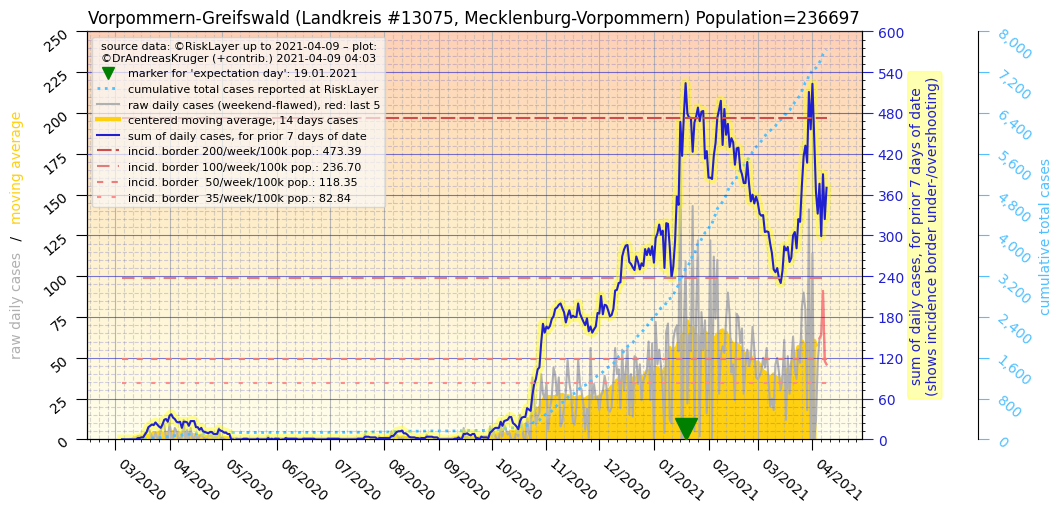 Vorpommern-Greifswald (Landkreis #13075, Mecklenburg-Vorpommern) Population=236697
source data: ©RiskLayer up to 2021-04-09 – plot:
©DrAndreasKruger (+contrib.) 2021-04-09 04:03
marker for 'expectation day': 19.01.2021
cumulative total cases reported at RiskLayer
raw daily cases (weekend-flawed), red: last 5
centered moving average, 14 days cases
sum of daily cases, for prior 7 days of date
incid. border 200/week/100k pop.: 473.39
incid. border 100/week/100k pop.: 236.70
incid. border  50/week/100k pop.: 118.35
incid. border  35/week/100k pop.: 82.84
raw daily cases / moving average
250
225
200
175
150
125
100
75
50
25
0
03/2020
04/2020
05/2020
06/2020
07/2020
08/2020
09/2020
10/2020
11/2020
12/2020
01/2021
02/2021
03/2021
04/2021
600
540
480
420
360
300
240
180
120
60
0
sum of daily cases, for prior 7 days of date
(shows incidence border under-/overshooting)
8,000
7,200
6,400
5,600
4,800
4,000
3,200
2,400
1,600
800
0
cumulative total cases